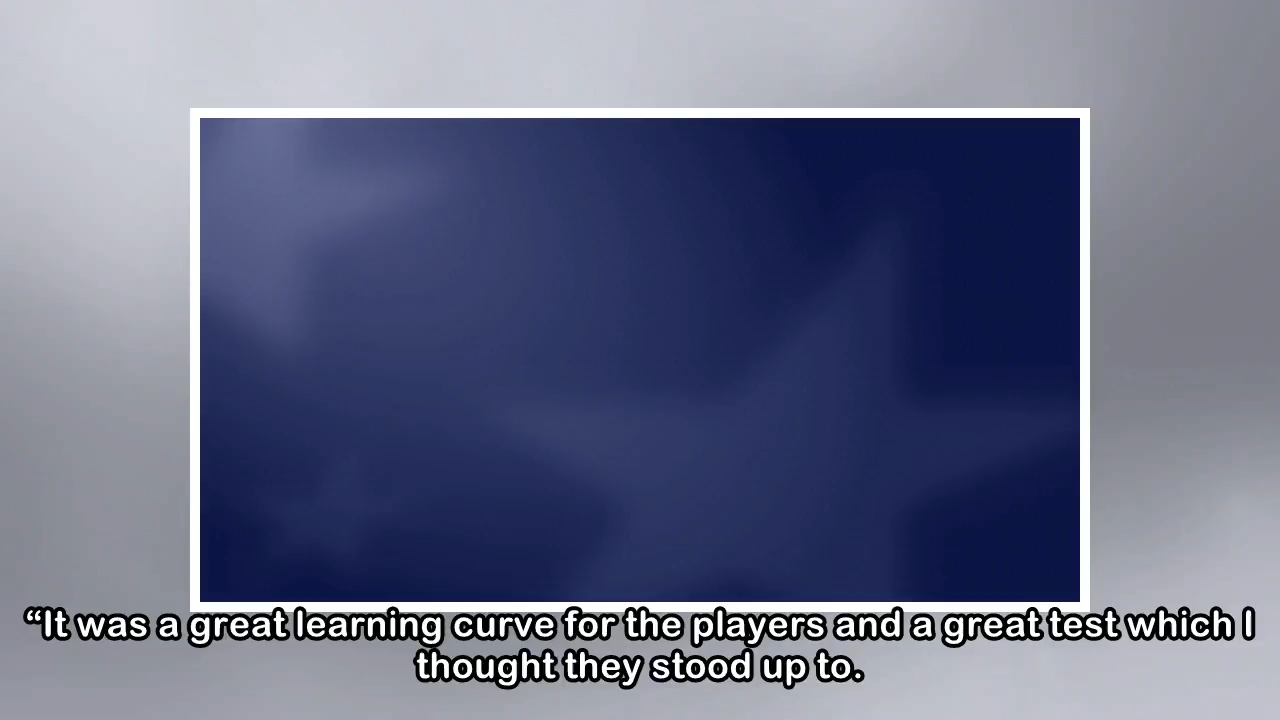 “It was a great learning curve for the players and a great test which I
thought they stood up to.